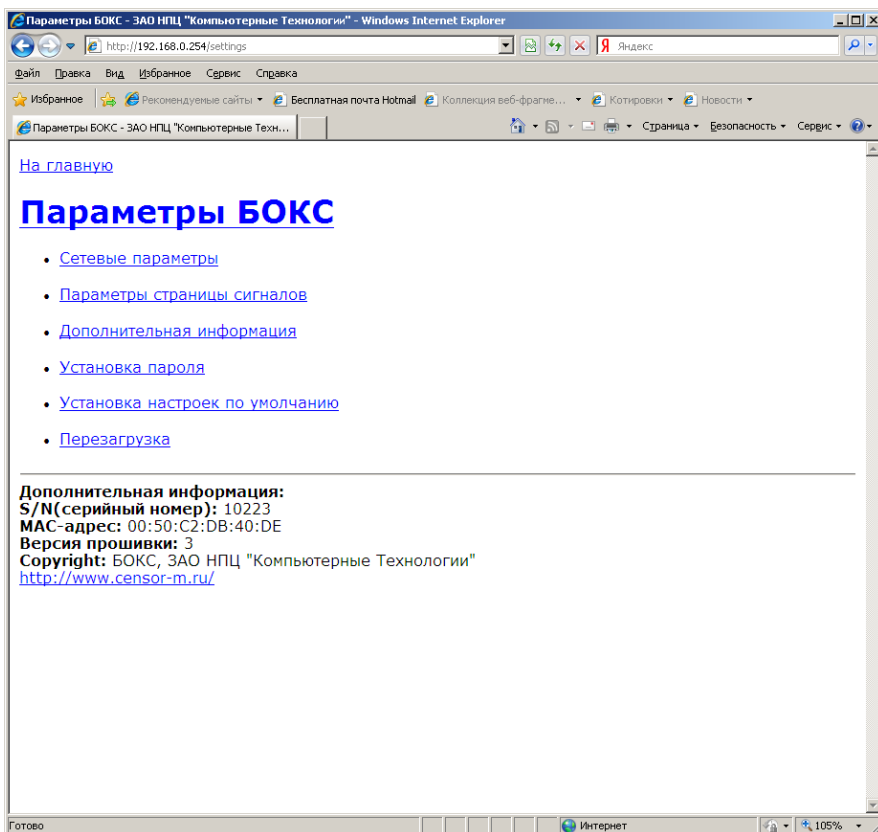 Параметры БОКС - ЗАО НПЦ "Компьютерные Технологии" - Windows Internet Explorer
http://192.168.0.254/settings
Яндекс
Файл Правка Вид Избранное Сервис Справка
Избранное Рекомендуемые сайты Бесплатная почта Hotmail Коллекция веб-фрагме... Котировки Новости
Параметры БОКС - ЗАО НПЦ "Компьютерные Техн... Страница Безопасность Сервис
На главную
Параметры БОКС
Сетевые параметры
Параметры страницы сигналов
Дополнительная информация
Установка пароля
Установка настроек по умолчанию
Перезагрузка
Дополнительная информация:
S/N(серийный номер): 10223
MAC-адрес: 00:50:C2:DB:40:DE
Версия прошивки: 3
Copyright: БОКС, ЗАО НПЦ "Компьютерные Технологии"
http://www.censor-m.ru/
Готово Интернет 105%